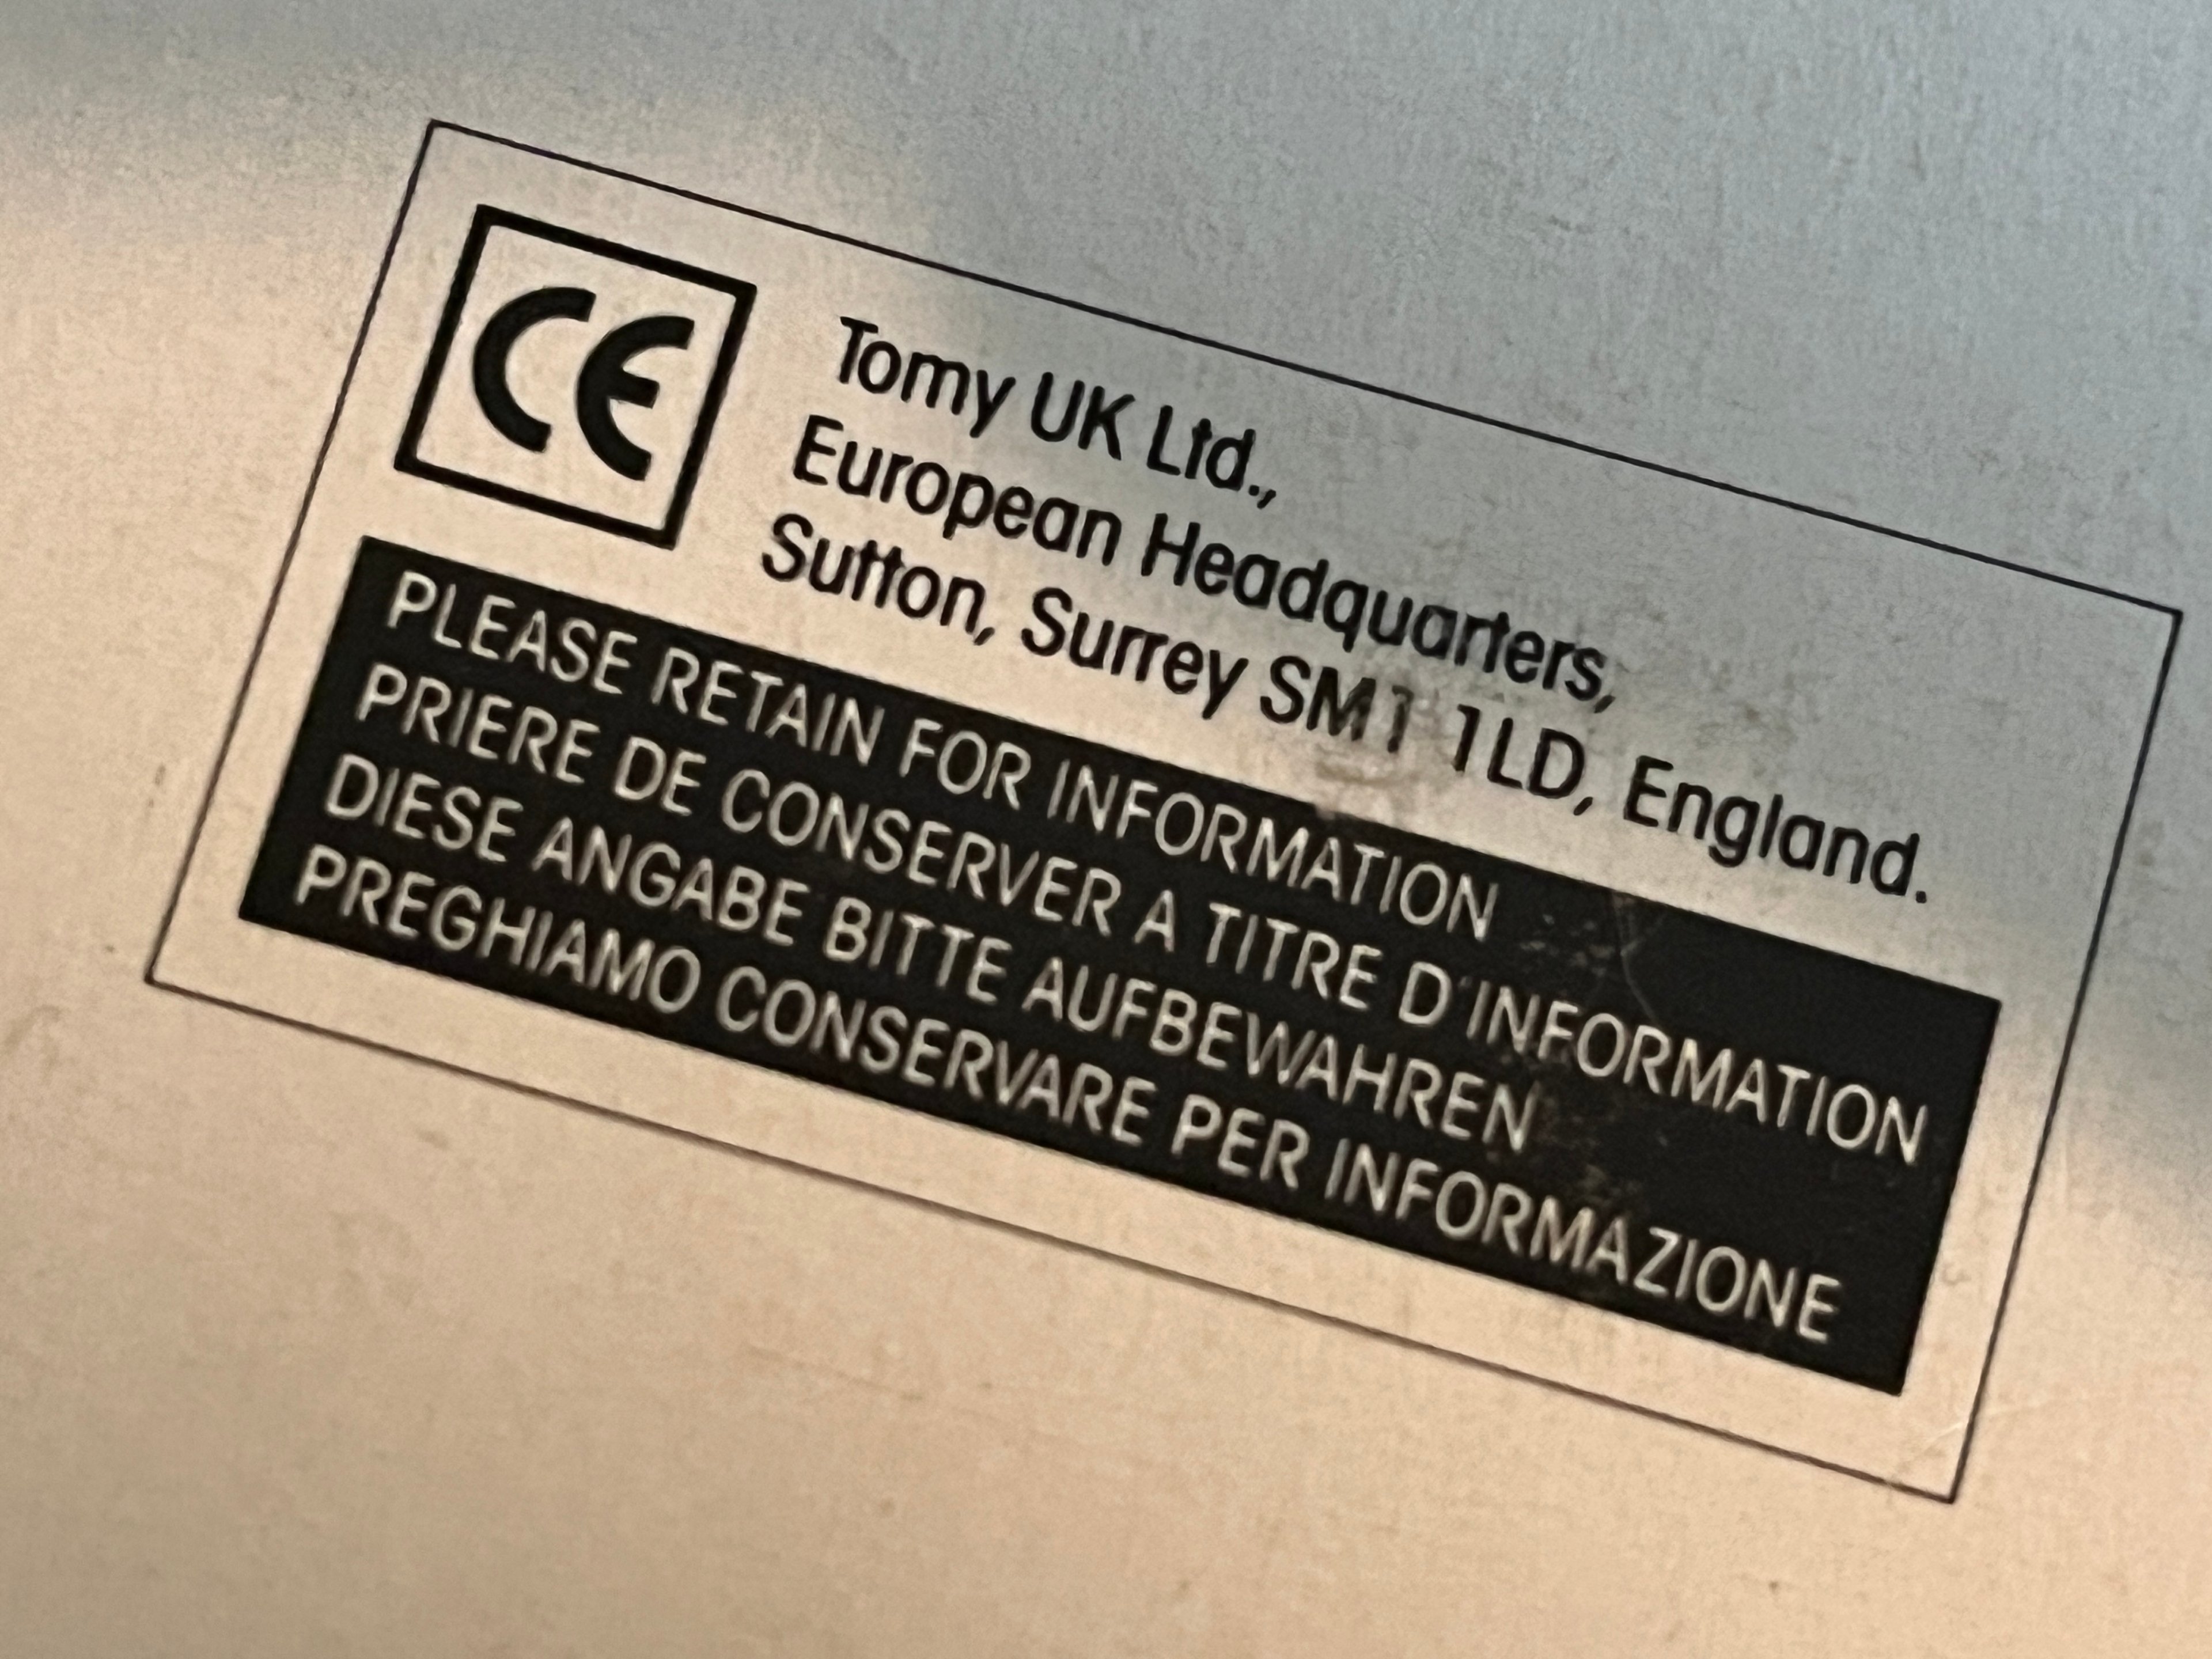 CE
Tomy UK Ltd.,
European Headquarters,
Sutton, Surrey SM1 1LD, England.
PLEASE RETAIN FOR INFORMATION
PRIERE DE CONSERVER A TITRE D'INFORMATION
DIESE ANGABE BITTE AUFBEWAHREN
PREGHIAMO CONSERVARE PER INFORMAZIONE